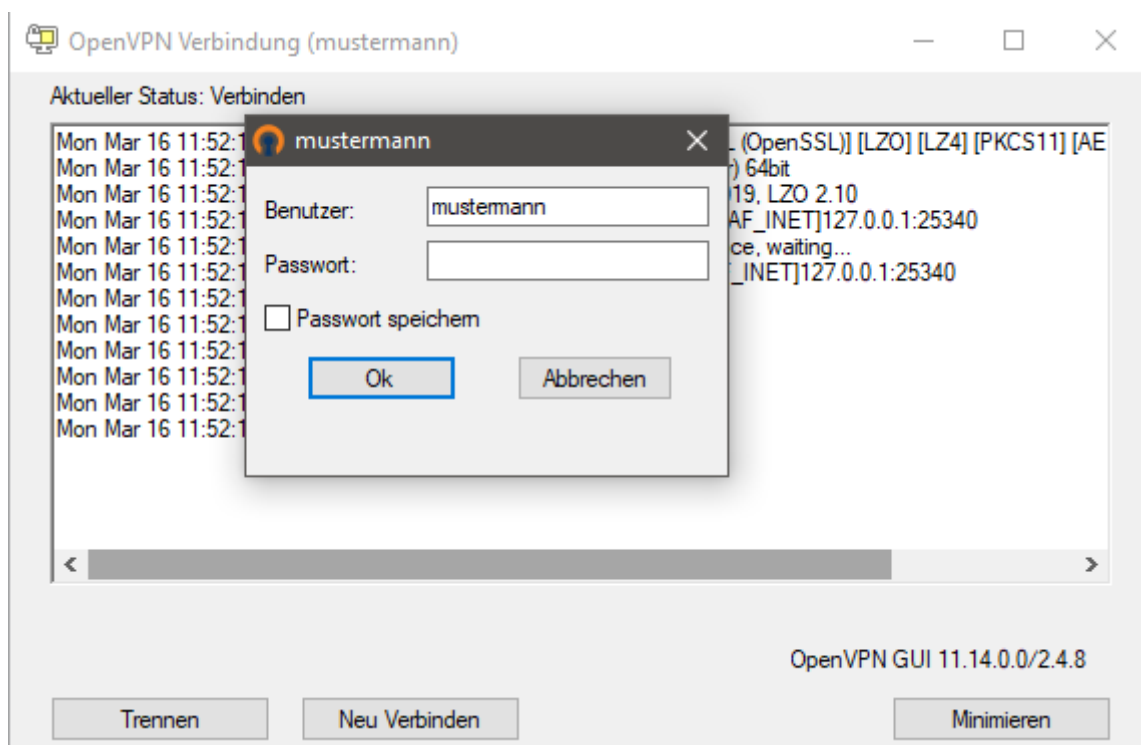 OpenVPN Verbindung (mustermann)
Aktueller Status: Verbinden
Mon Mar 16 11:52:1 L (OpenSSL)] [LZO] [LZ4] [PKCS11] [AE
Mon Mar 16 11:52:1 r) 64bit
Mon Mar 16 11:52:1 19, LZO 2.10
Mon Mar 16 11:52:1 AF_INET]127.0.0.1:25340
Mon Mar 16 11:52:1 ce, waiting...
Mon Mar 16 11:52:1 _INET]127.0.0.1:25340
Mon Mar 16 11:52:1
Mon Mar 16 11:52:1
Mon Mar 16 11:52:1
Mon Mar 16 11:52:1
Mon Mar 16 11:52:1
Mon Mar 16 11:52:1
mustermann
Benutzer: mustermann
Passwort:
Passwort speichern
Ok Abbrechen
OpenVPN GUI 11.14.0.0/2.4.8
Trennen Neu Verbinden Minimieren